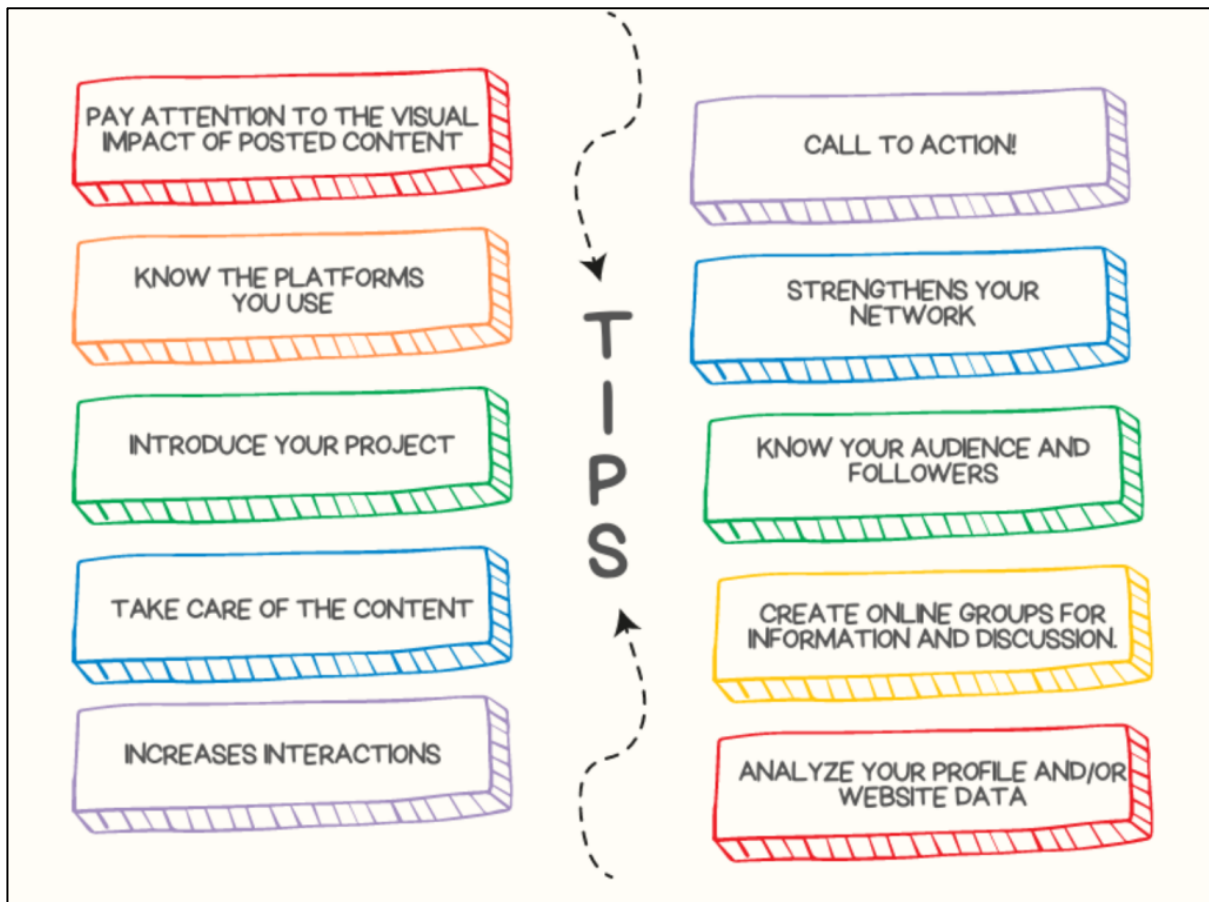 PAY ATTENTION TO THE VISUAL
IMPACT OF POSTED CONTENT
KNOW THE PLATFORMS
YOU USE
INTRODUCE YOUR PROJECT
TAKE CARE OF THE CONTENT
INCREASES INTERACTIONS
TIPS
CALL TO ACTION!
STRENGTHENS YOUR
NETWORK
KNOW YOUR AUDIENCE AND
FOLLOWERS
CREATE ONLINE GROUPS FOR
INFORMATION AND DISCUSSION.
ANALYZE YOUR PROFILE AND/OR
WEBSITE DATA